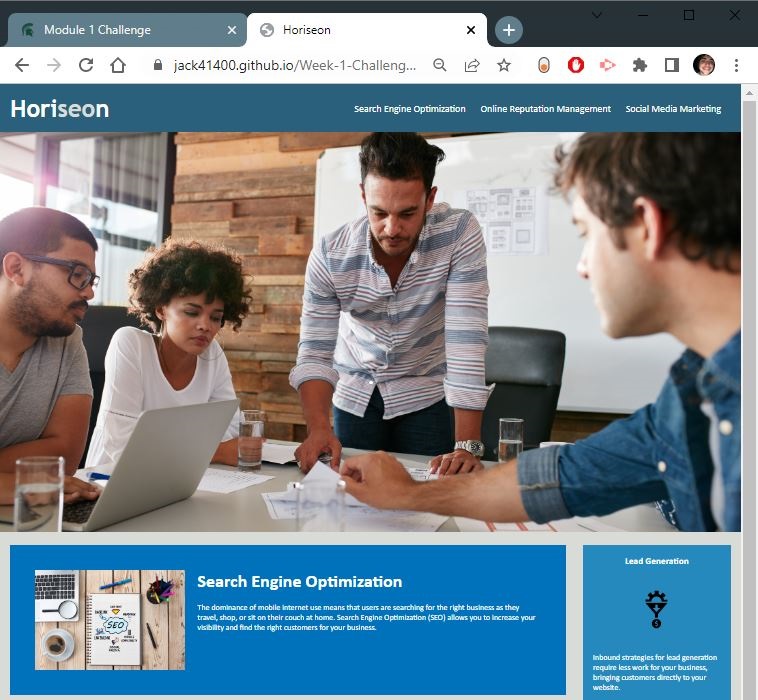 Module 1 Challenge
Horiseon
jack41400.github.io/Week-1-Challeng...
Horiseon
Search Engine Optimization Online Reputation Management Social Media Marketing
SEO
Search Engine Optimization
The dominance of mobile internet use means that users are searching for the right business as they
travel, shop, or sit on their couch at home. Search Engine Optimization (SEO) allows you to increase your
visibility and find the right customers for your business.
Lead Generation
Inbound strategies for lead generation
require less work for your business,
bringing customers directly to your
website.